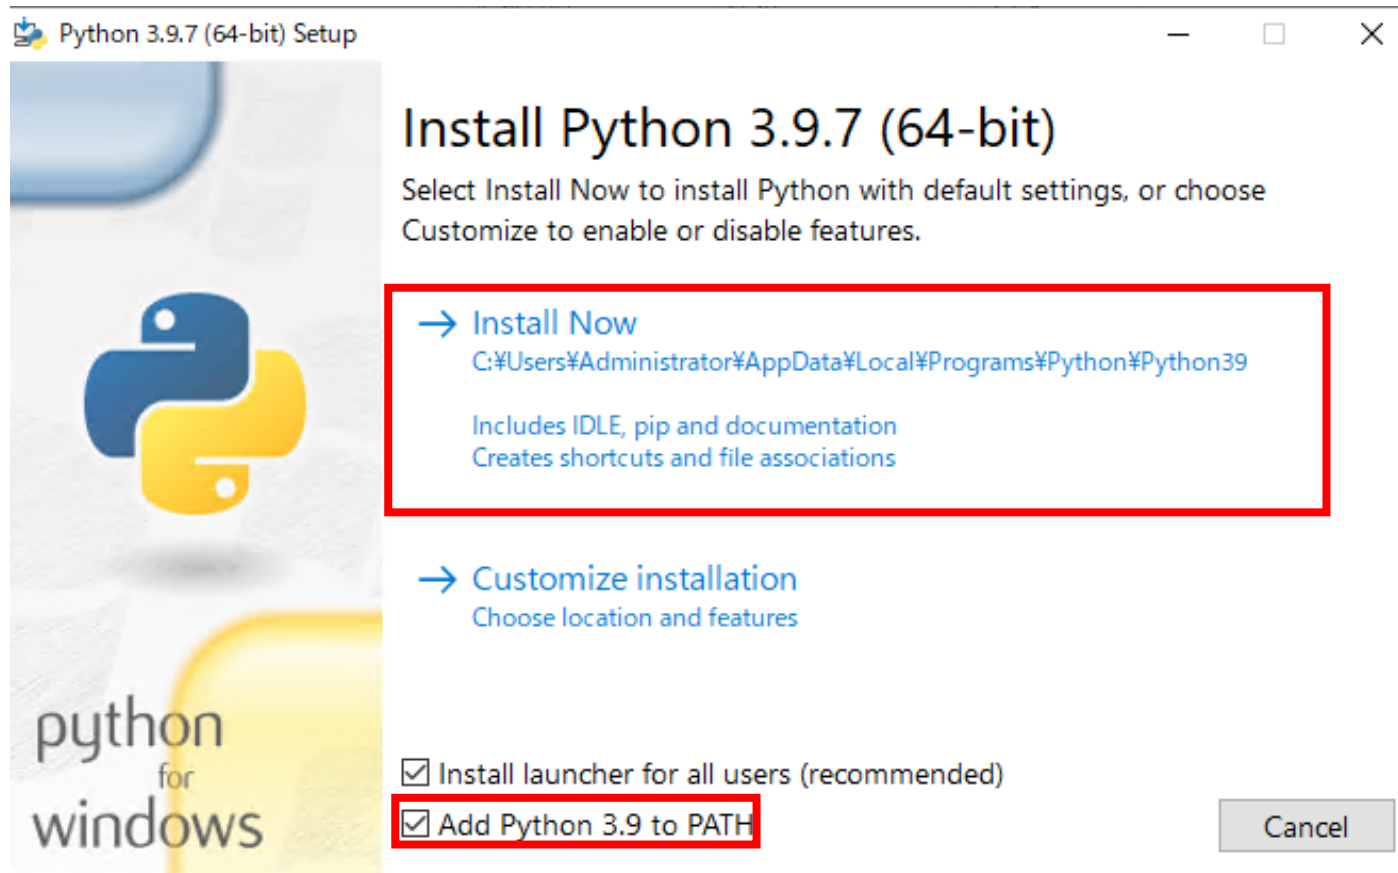 Python 3.9.7 (64-bit) Setup
Install Python 3.9.7 (64-bit)
Select Install Now to install Python with default settings, or choose
Customize to enable or disable features.
→ Install Now
C:¥Users¥Administrator¥AppData¥Local¥Programs¥Python¥Python39
Includes IDLE, pip and documentation
Creates shortcuts and file associations
→ Customize installation
Choose location and features
Install launcher for all users (recommended)
Add Python 3.9 to PATH
Cancel
python
for
windows